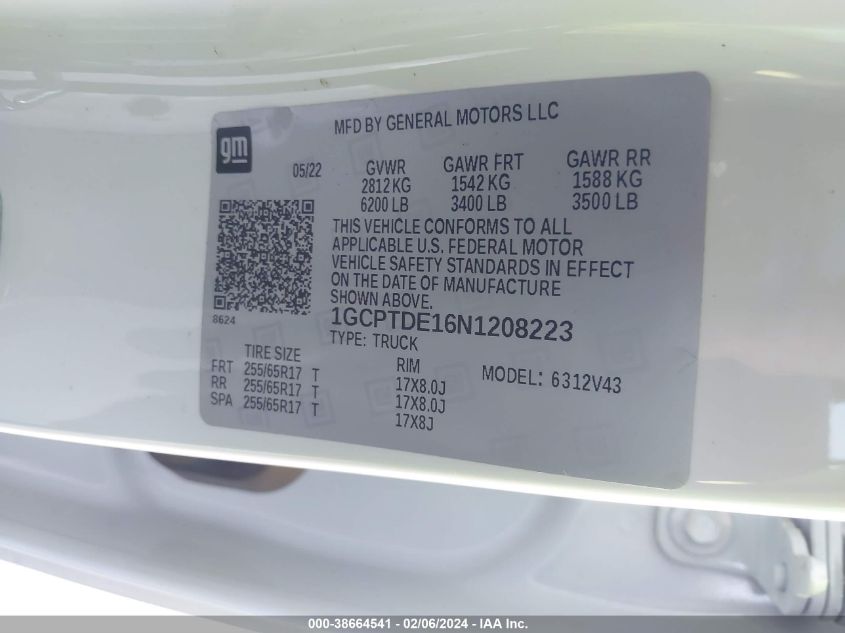 MFD BY GENERAL MOTORS LLC
gm
05/22 GVWR GAWR FRT GAWR RR
2812 KG 1542 KG 1588 KG
6200 LB 3400 LB 3500 LB
THIS VEHICLE CONFORMS TO ALL
APPLICABLE U.S. FEDERAL MOTOR
VEHICLE SAFETY STANDARDS IN EFFECT
ON THE DATE OF MANUFACTURE
SHOWN ABOVE.
8624
1GCPTDE16N1208223
TYPE: TRUCK
TIRE SIZE RIM MODEL: 6312V43
FRT 255/65R17 T 17X8.0J
RR 255/65R17 T 17X8.0J
SPA 255/65R17 T 17X8J
000-38664541 - 02/06/2024 - IAA Inc.